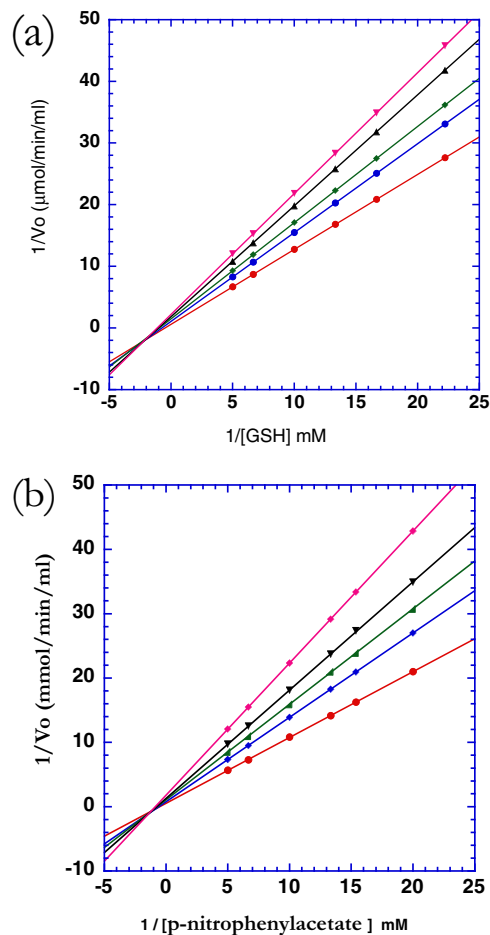 (a)
50
40
30
20
10
0
-10
1/Vo (μmol/min/ml)
-5 0 5 10 15 20 25
1/[GSH] mM
(b)
50
40
30
20
10
0
-10
1/Vo (mmol/min/ml)
-5 0 5 10 15 20 25
1 / [p-nitrophenylacetate ] mM